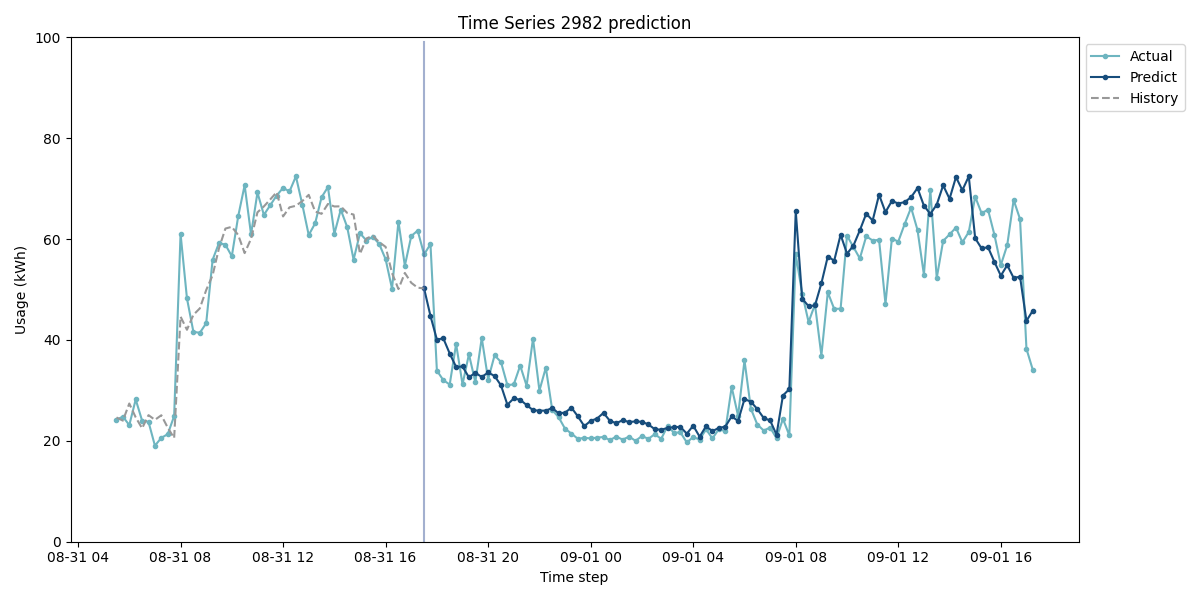 Time Series 2982 prediction
100
80
60
40
20
0
Usage (kWh)
08-31 04
08-31 08
08-31 12
08-31 16
08-31 20
09-01 00
09-01 04
09-01 08
09-01 12
09-01 16
Time step
Actual
Predict
History